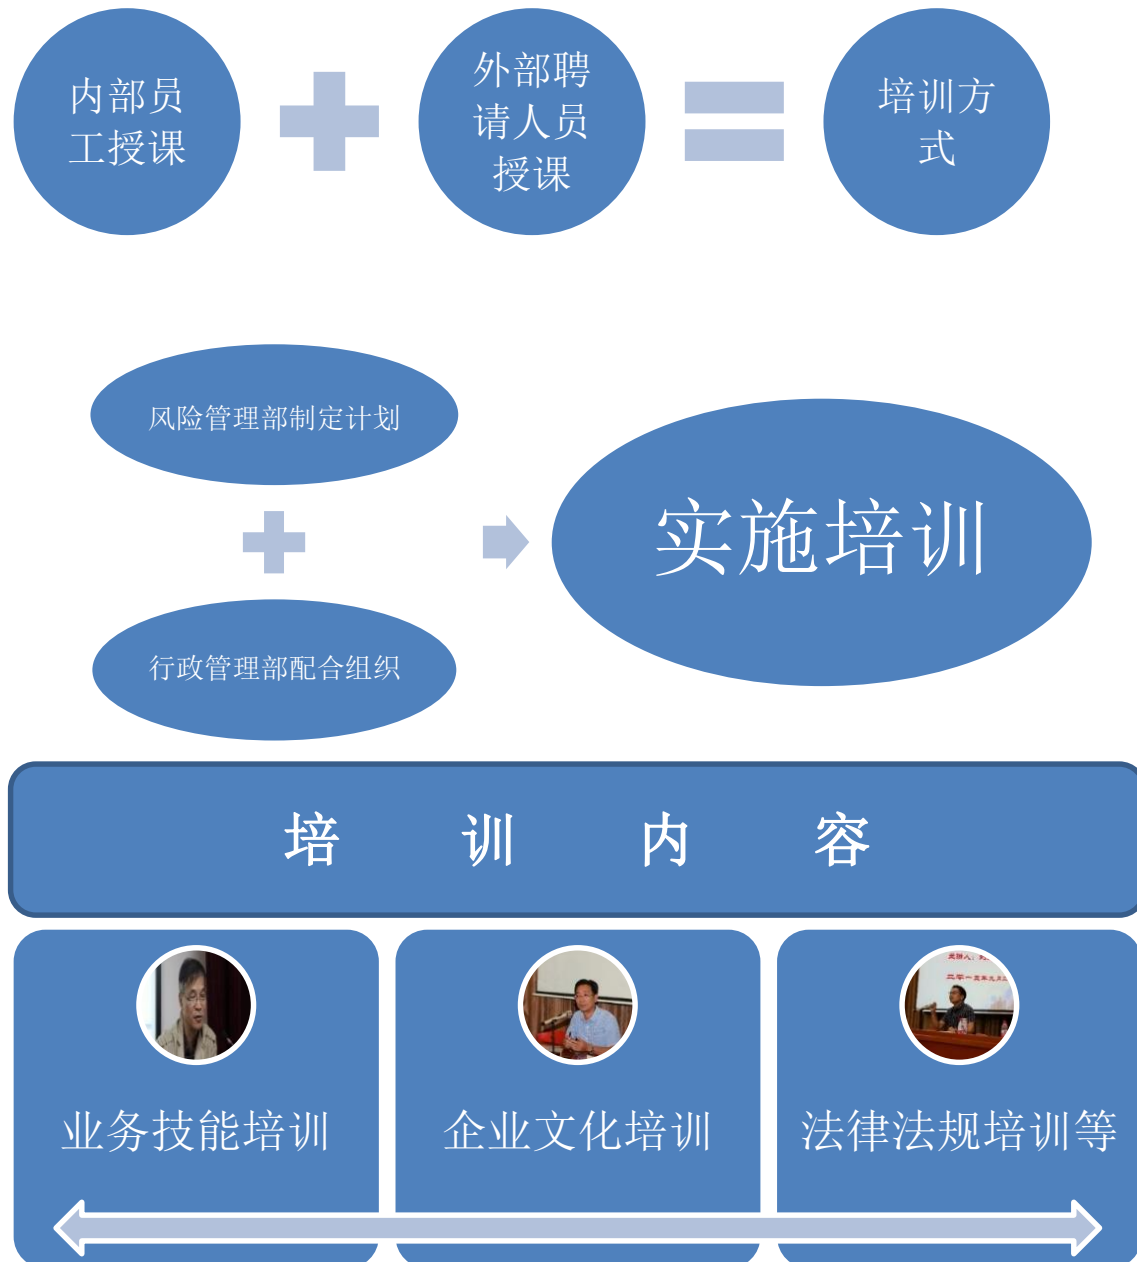 内部员
工授课
外部聘
请人员
授课
培训方
式
风险管理部制定计划
行政管理部配合组织
实施培训
培 训 内 容
业务技能培训
企业文化培训
法律法规培训等